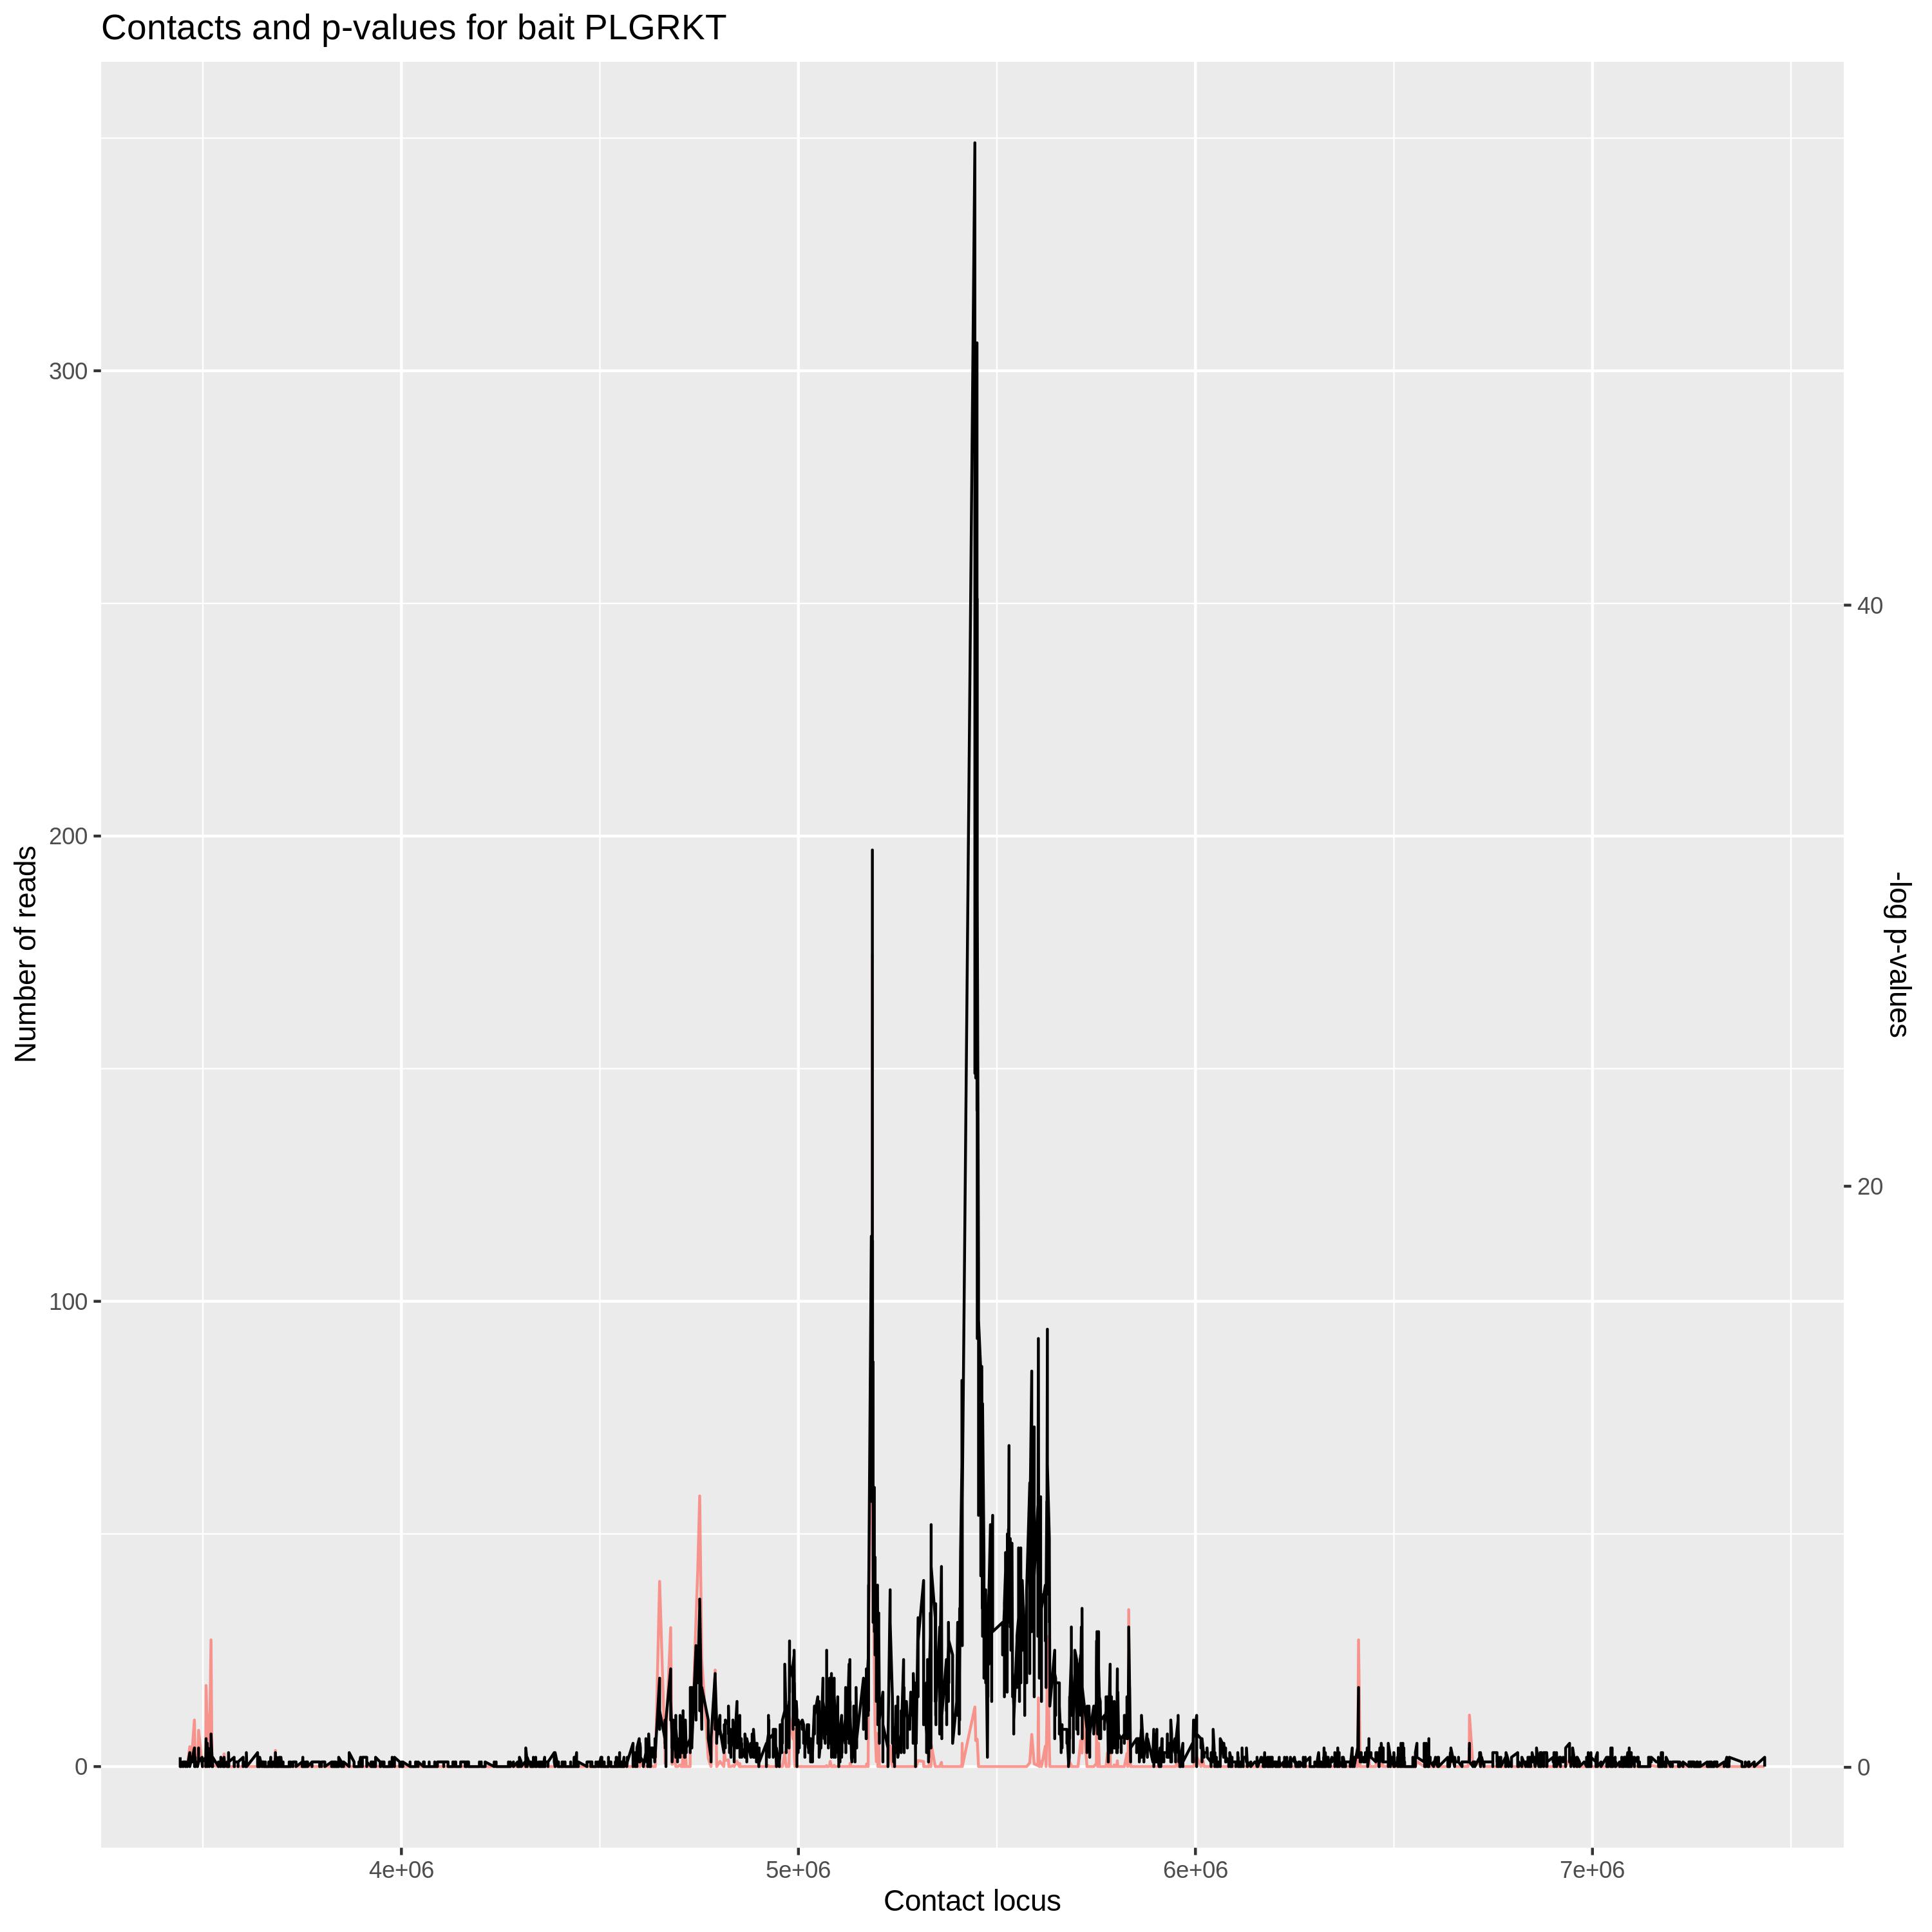 Contacts and p-values for bait PLGRKT
300
200
100
0
40
20
0
Number of reads
-log p-values
4e+06
5e+06
6e+06
7e+06
Contact locus